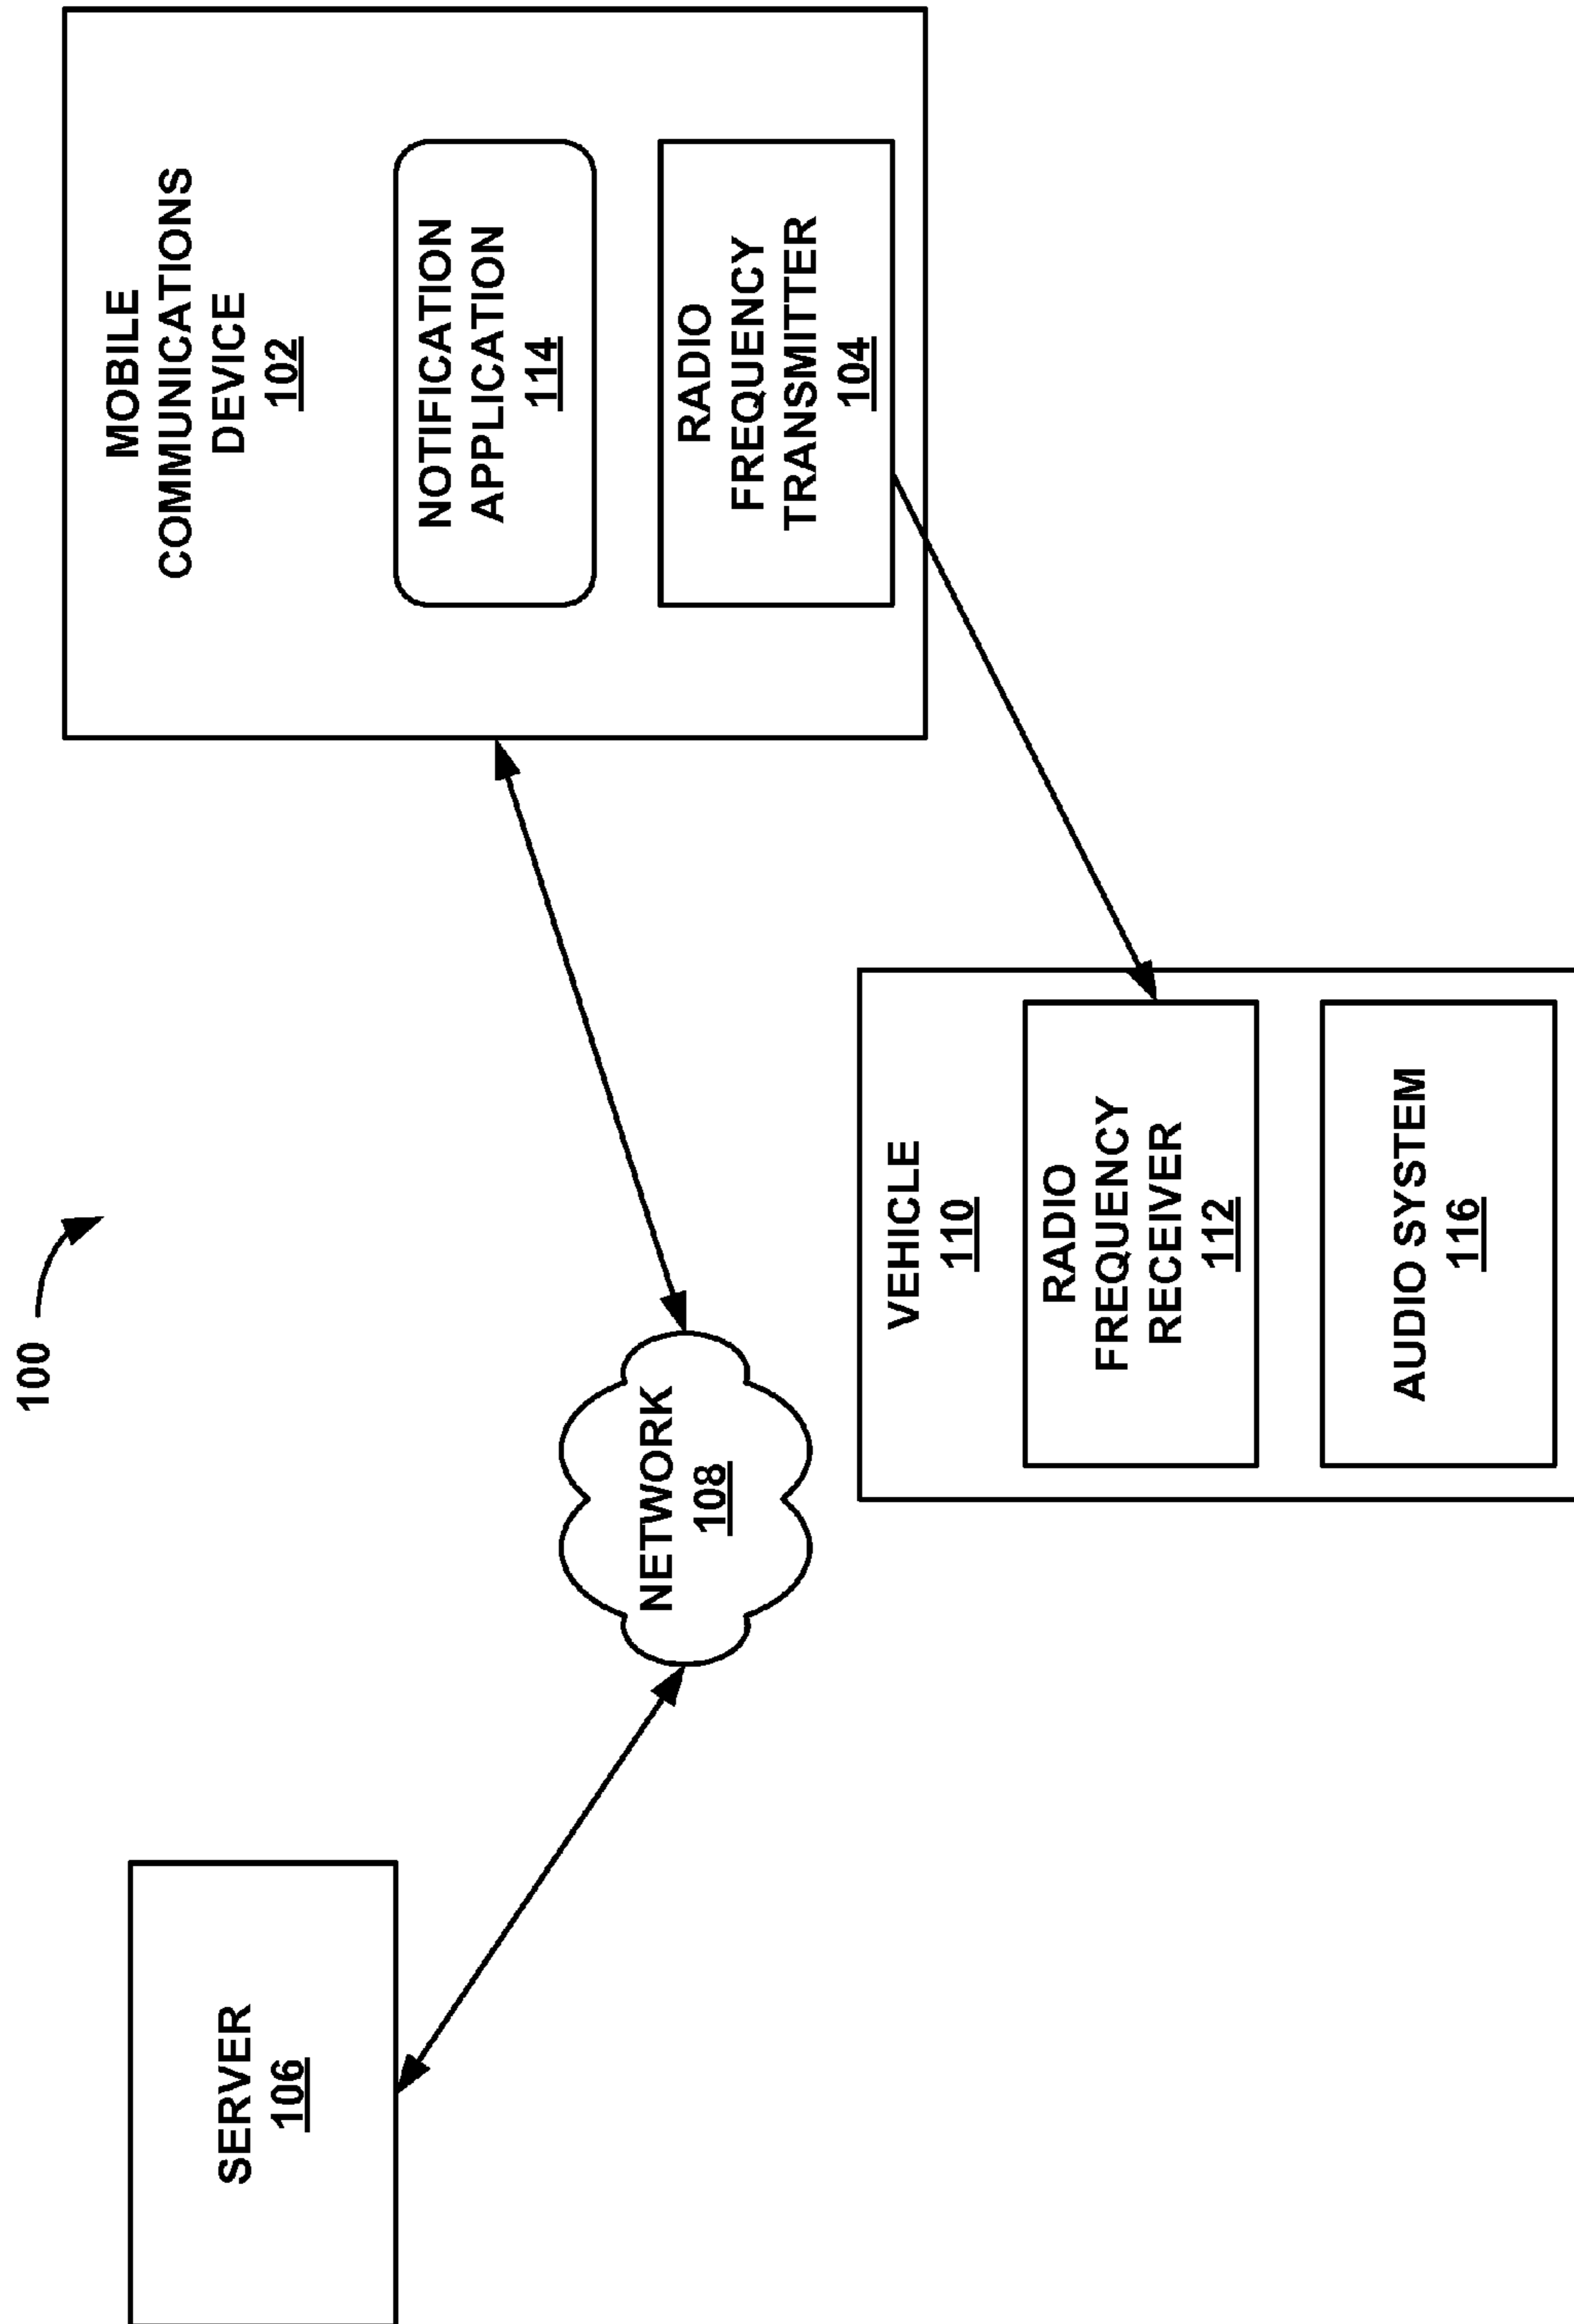 100
SERVER
106
NETWORK
108
MOBILE
COMMUNICATIONS
DEVICE
102
NOTIFICATION
APPLICATION
114
RADIO
FREQUENCY
TRANSMITTER
104
VEHICLE
110
RADIO
FREQUENCY
RECEIVER
112
AUDIO SYSTEM
116